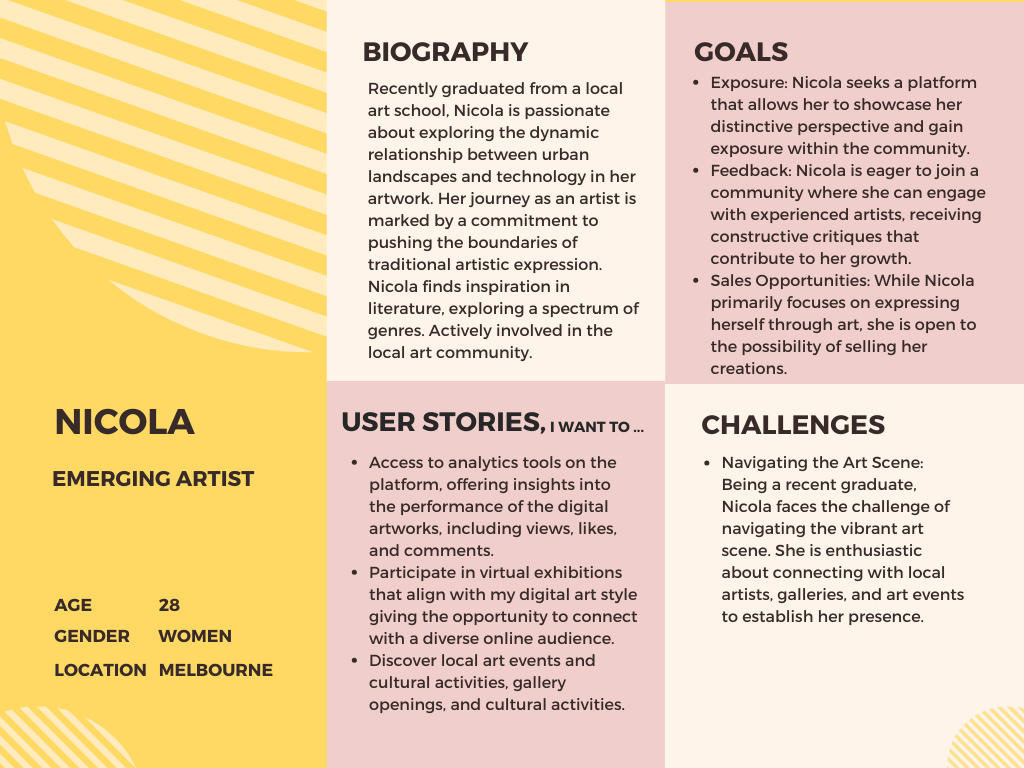 BIOGRAPHY
Recently graduated from a local
art school, Nicola is passionate
about exploring the dynamic
relationship between urban
landscapes and technology in her
artwork. Her journey as an artist is
marked by a commitment to
pushing the boundaries of
traditional artistic expression.
Nicola finds inspiration in
literature, exploring a spectrum of
genres. Actively involved in the
local art community.
GOALS
• Exposure: Nicola seeks a platform
that allows her to showcase her
distinctive perspective and gain
exposure within the community.
• Feedback: Nicola is eager to join a
community where she can engage
with experienced artists, receiving
constructive critiques that
contribute to her growth.
• Sales Opportunities: While Nicola
primarily focuses on expressing
herself through art, she is open to
the possibility of selling her
creations.
NICOLA
EMERGING ARTIST
AGE 28
GENDER WOMEN
LOCATION MELBOURNE
USER STORIES, I WANT TO ...
• Access to analytics tools on the
platform, offering insights into
the performance of the digital
artworks, including views, likes,
and comments.
• Participate in virtual exhibitions
that align with my digital art style
giving the opportunity to connect
with a diverse online audience.
• Discover local art events and
cultural activities, gallery
openings, and cultural activities.
CHALLENGES
• Navigating the Art Scene:
Being a recent graduate,
Nicola faces the challenge of
navigating the vibrant art
scene. She is enthusiastic
about connecting with local
artists, galleries, and art events
to establish her presence.